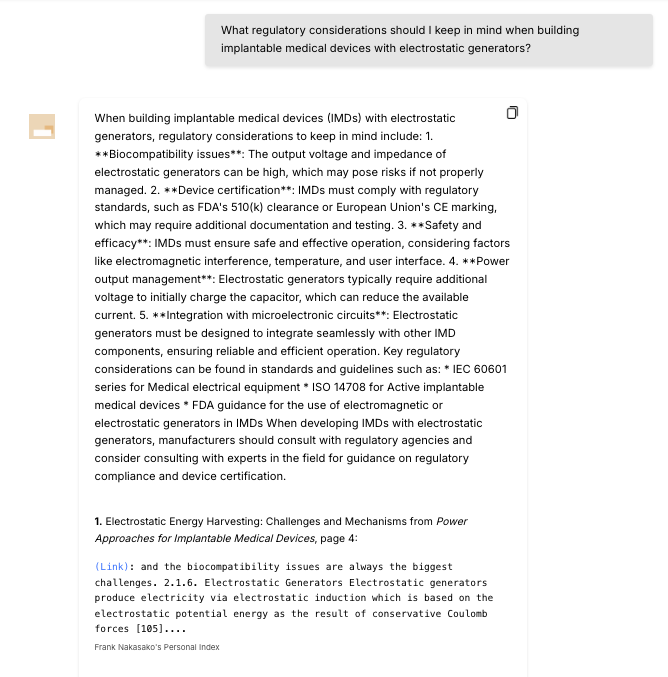 What regulatory considerations should I keep in mind when building
implantable medical devices with electrostatic generators?
When building implantable medical devices (IMDs) with electrostatic
generators, regulatory considerations to keep in mind include: 1.
**Biocompatibility issues**: The output voltage and impedance of
electrostatic generators can be high, which may pose risks if not properly
managed. 2. **Device certification**: IMDs must comply with regulatory
standards, such as FDA's 510(k) clearance or European Union's CE marking,
which may require additional documentation and testing. 3. **Safety and
efficacy**: IMDs must ensure safe and effective operation, considering factors
like electromagnetic interference, temperature, and user interface. 4. **Power
output management**: Electrostatic generators typically require additional
voltage to initially charge the capacitor, which can reduce the available
current. 5. **Integration with microelectronic circuits**: Electrostatic
generators must be designed to integrate seamlessly with other IMD
components, ensuring reliable and efficient operation. Key regulatory
considerations can be found in standards and guidelines such as: * IEC 60601
series for Medical electrical equipment * ISO 14708 for Active implantable
medical devices * FDA guidance for the use of electromagnetic or
electrostatic generators in IMDs When developing IMDs with electrostatic
generators, manufacturers should consult with regulatory agencies and
consider consulting with experts in the field for guidance on regulatory
compliance and device certification.
1. Electrostatic Energy Harvesting: Challenges and Mechanisms from Power
Approaches for Implantable Medical Devices, page 4:
(Link): and the biocompatibility issues are always the biggest
challenges. 2.1.6. Electrostatic Generators Electrostatic generators
produce electricity via electrostatic induction which is based on the
electrostatic potential energy as the result of conservative Coulomb
forces [105]....
Frank Nakasako's Personal Index